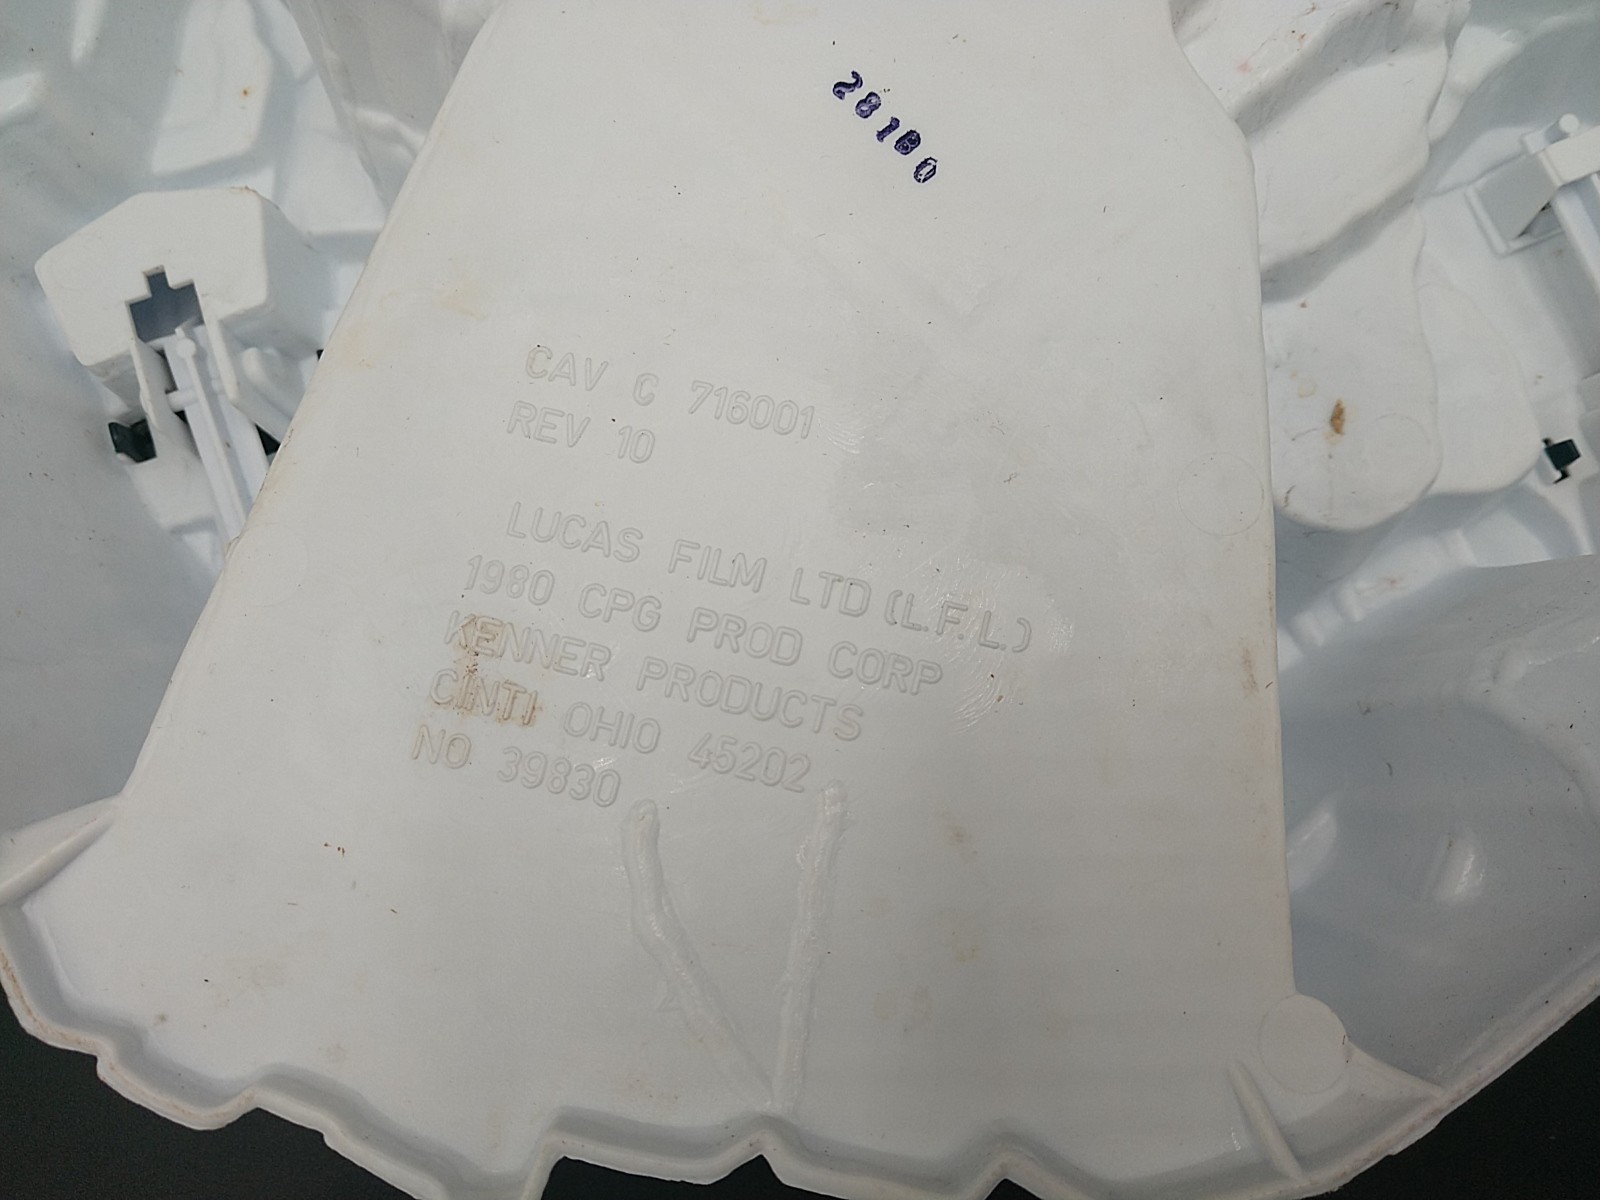 28180
CAV C 716001
REV 10
LUCAS FILM LTD (L.F.L.)
1980 CPG PROD CORP
KENNER PRODUCTS
CINTI OHIO 45202
NO 39830